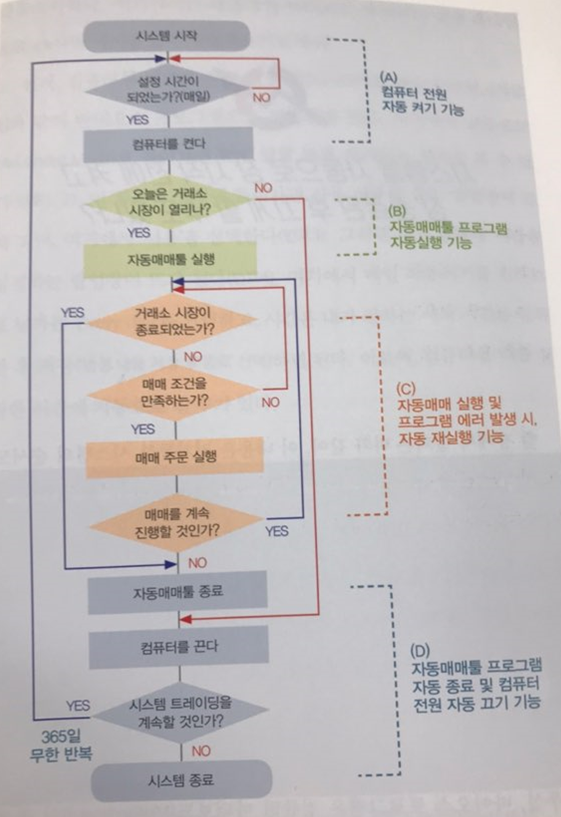 시스템 시작
설정 시간이
되었는가?(매일)
NO
YES
컴퓨터를 켠다
(A)
컴퓨터 전원
자동 켜기 기능
오늘은 거래소
시장이 열리나?
NO
YES
자동매매툴 실행
(B)
자동매매툴 프로그램
자동실행 기능
거래소 시장이
종료되었는가?
YES
NO
매매 조건을
만족하는가?
NO
YES
매매 주문 실행
매매를 계속
진행할 것인가?
YES
NO
(C)
자동매매 실행 및
프로그램 에러 발생 시,
자동 재실행 기능
자동매매툴 종료
컴퓨터를 끈다
시스템 트레이딩을
계속할 것인가?
YES
365일
무한 반복
NO
시스템 종료
(D)
자동매매툴 프로그램
자동 종료 및 컴퓨터
전원 자동 끄기 기능